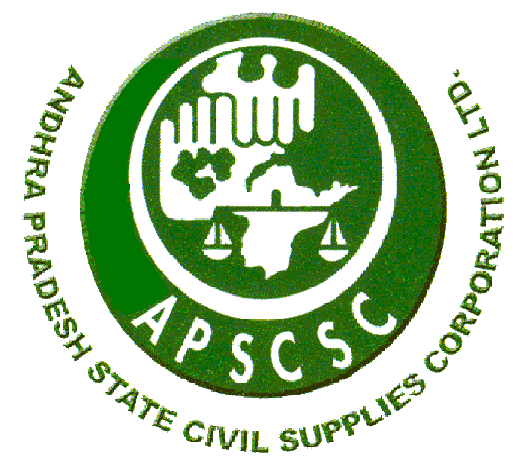 APSCSC
ANDHRA PRADESH STATE CIVIL SUPPLIES CORPORATION LTD.